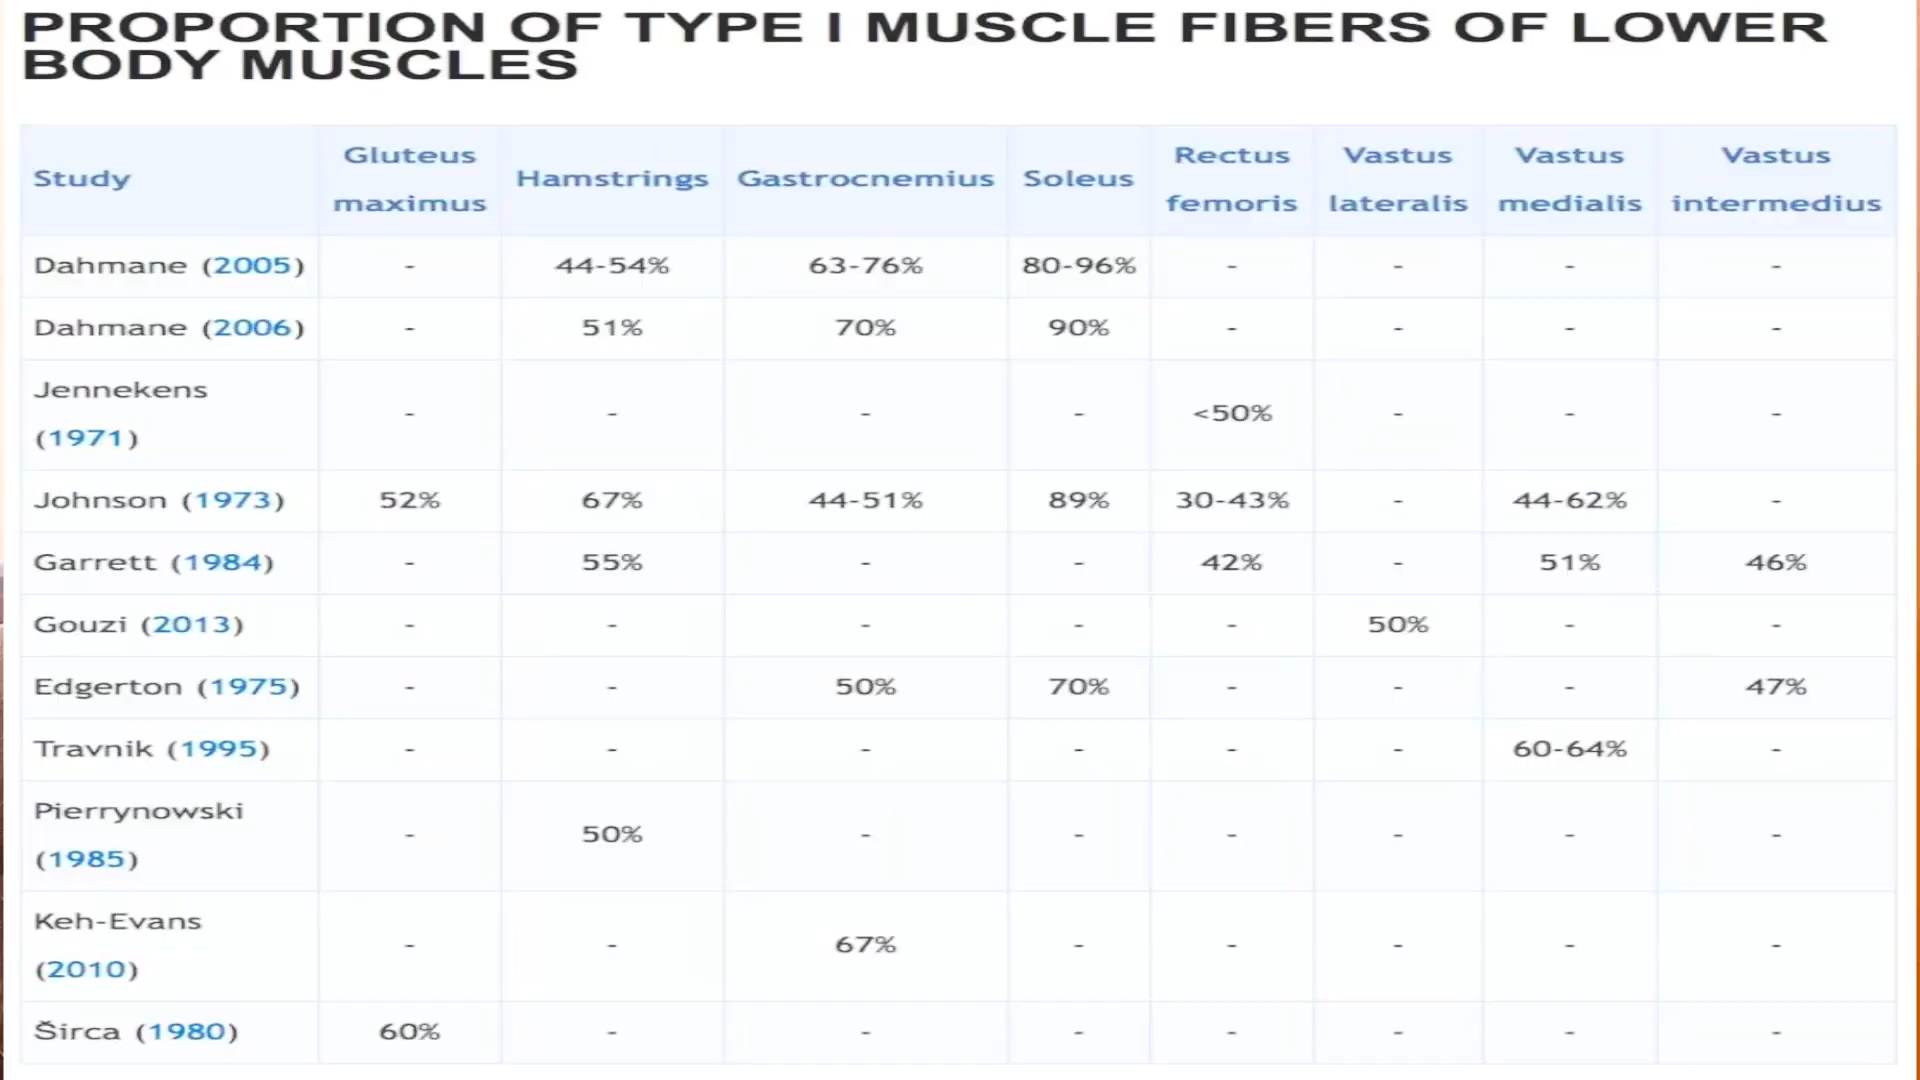 PROPORTION OF TYPE I MUSCLE FIBERS OF LOWER
BODY MUSCLES
Study Gluteus maximus Hamstrings Gastrocnemius Soleus Rectus femoris Vastus lateralis Vastus medialis Vastus intermedius
Dahmane (2005) - 44-54% 63-76% 80-96% - - - -
Dahmane (2006) - 51% 70% 90% - - - -
Jennekens (1971) - - - - <50% - - -
Johnson (1973) 52% 67% 44-51% 89% 30-43% - 44-62% -
Garrett (1984) - 55% - - 42% - 51% 46%
Gouzi (2013) - - - - - 50% - -
Edgerton (1975) - - 50% 70% - - - 47%
Travnik (1995) - - - - - - 60-64% -
Pierrynowski (1985) - 50% - - - - - -
Keh-Evans (2010) - - 67% - - - - -
Širca (1980) 60% - - - - - - -